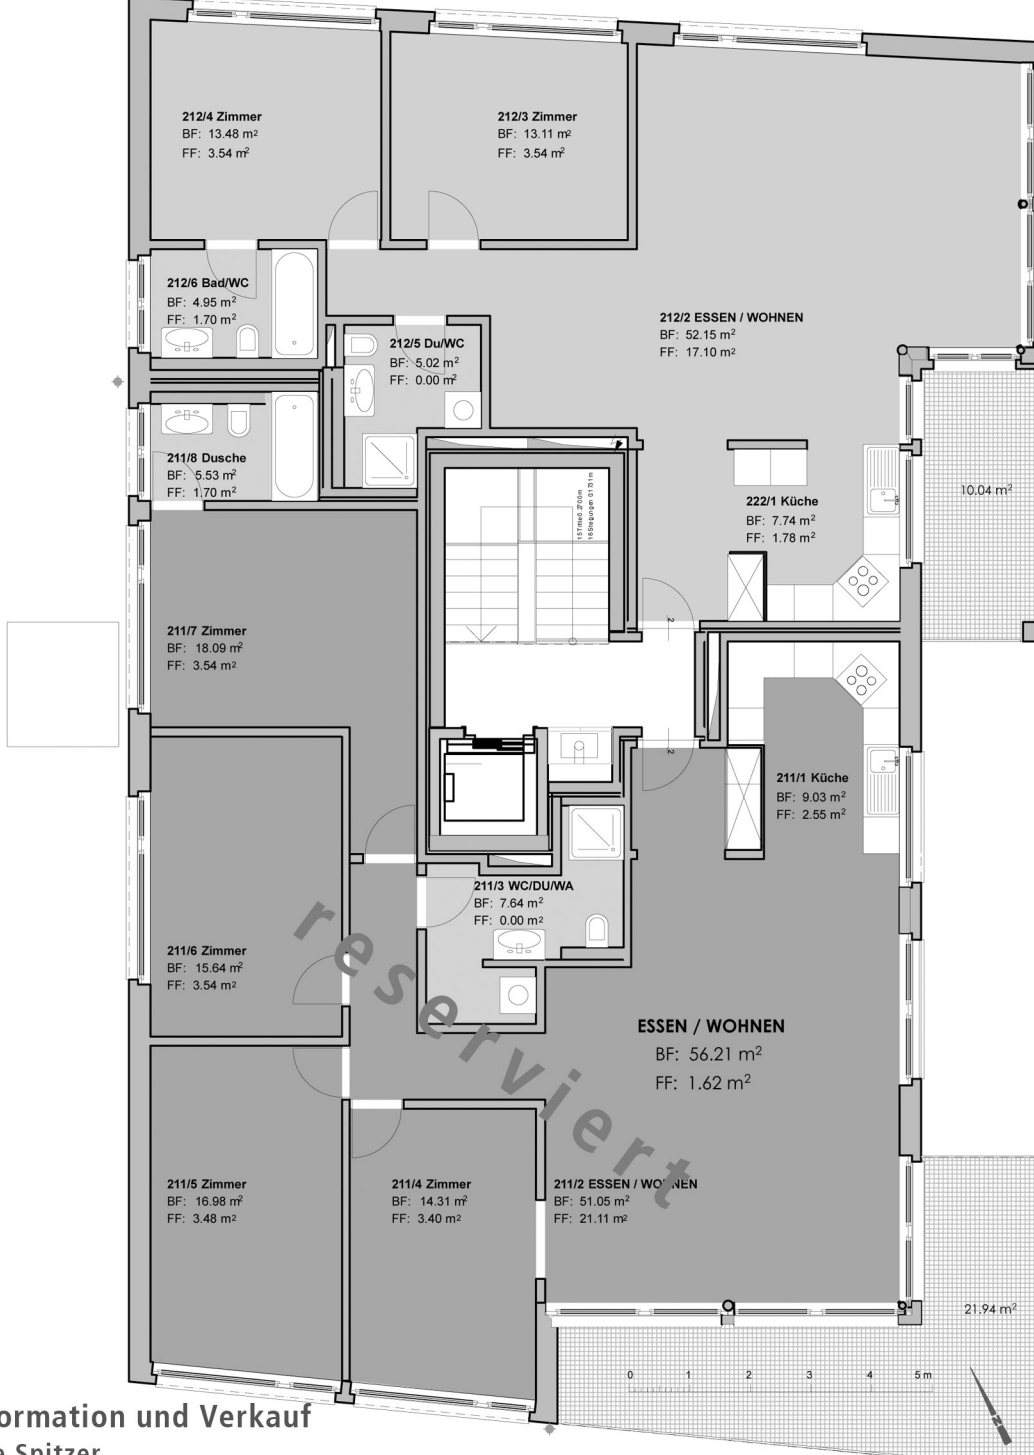 212/4 Zimmer
BF: 13.48 m²
FF: 3.54 m²
212/3 Zimmer
BF: 13.11 m²
FF: 3.54 m²
212/6 Bad/WC
BF: 4.95 m²
FF: 1.70 m²
212/5 Du/WC
BF: 5.02 m²
FF: 0.00 m²
212/2 ESSEN / WOHNEN
BF: 52.15 m²
FF: 17.10 m²
211/8 Dusche
BF: 5.53 m²
FF: 1.70 m²
222/1 Küche
BF: 7.74 m²
FF: 1.78 m²
10.04 m²
211/7 Zimmer
BF: 18.09 m²
FF: 3.54 m²
2
2
211/1 Küche
BF: 9.03 m²
FF: 2.55 m²
211/3 WC/DU/WA
BF: 7.64 m²
FF: 0.00 m²
211/6 Zimmer
BF: 15.64 m²
FF: 3.54 m²
reserviert
ESSEN / WOHNEN
BF: 56.21 m²
FF: 1.62 m²
211/5 Zimmer
BF: 16.98 m²
FF: 3.48 m²
211/4 Zimmer
BF: 14.31 m²
FF: 3.40 m²
211/2 ESSEN / WOHNEN
BF: 51.05 m²
FF: 21.11 m²
21.94 m²
0 1 2 3 4 5 m
N
ormation und Verkauf
Spitzer